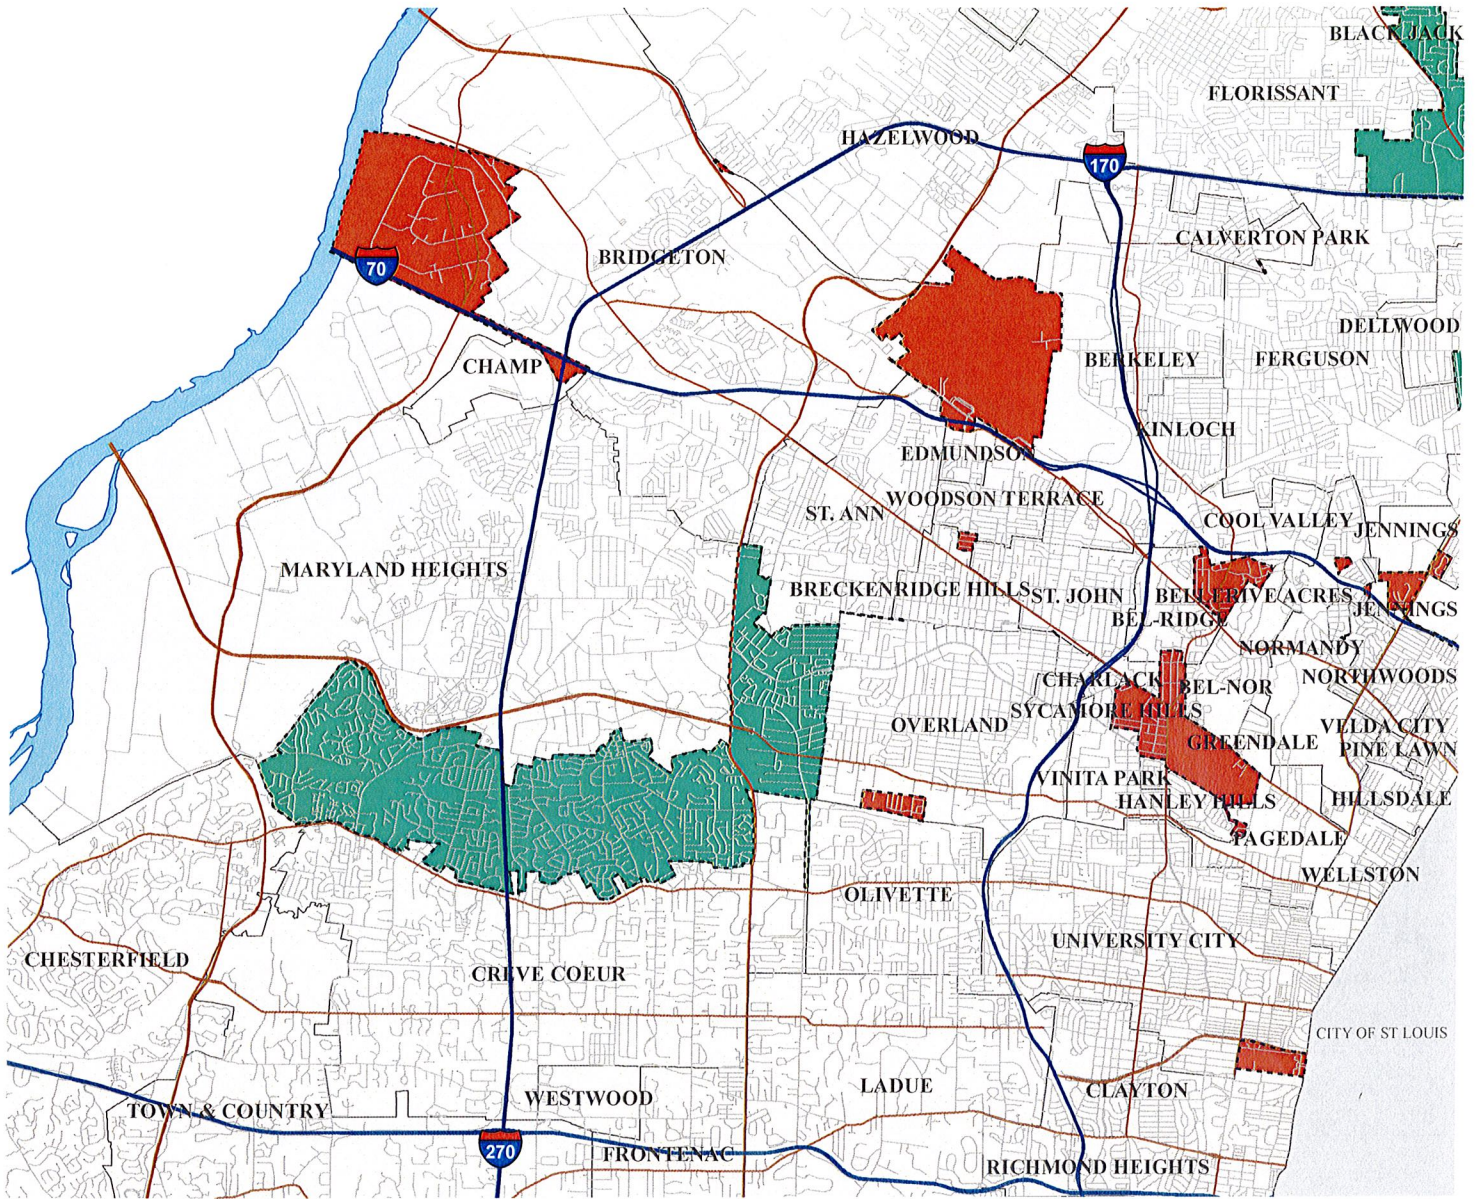 BLACK JACK
FLORISSANT
HAZELWOOD
170
CALVERTON PARK
BRIDGETON
70
DELLWOOD
CHAMP
BERKELEY
FERGUSON
KINLOCH
EDMUNDSON
WOODSON TERRACE
ST. ANN
COOL VALLEY
JENNINGS
MARYLAND HEIGHTS
BRECKENRIDGE HILLS
ST. JOHN
BELLERIVE ACRES
JENNINGS
BEL-RIDGE
NORMANDY
CHARLACK
BEL-NOR
NORTHWOODS
SYCAMORE HILLS
OVERLAND
VELDA CITY
GREENDALE
PINE LAWN
VINITA PARK
HANLEY HILLS
HILLSDALE
PAGEDALE
WELLSTON
OLIVETTE
UNIVERSITY CITY
CHESTERFIELD
CREVE COEUR
CITY OF ST LOUIS
LADUE
CLAYTON
WESTWOOD
TOWN & COUNTRY
270
FRONTENAC
RICHMOND HEIGHTS